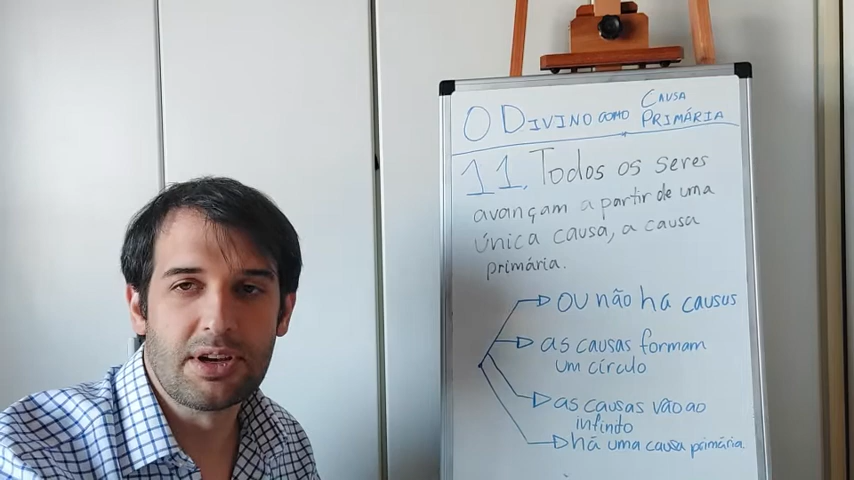 O DIVINO COMO CAUSA
PRIMÁRIA
11. Todos os seres
avançam a partir de uma
única causa, a causa
primária.
OU não há causus
as causas formam
um círculo
as causas vão ao
infinito
há uma causa primária.